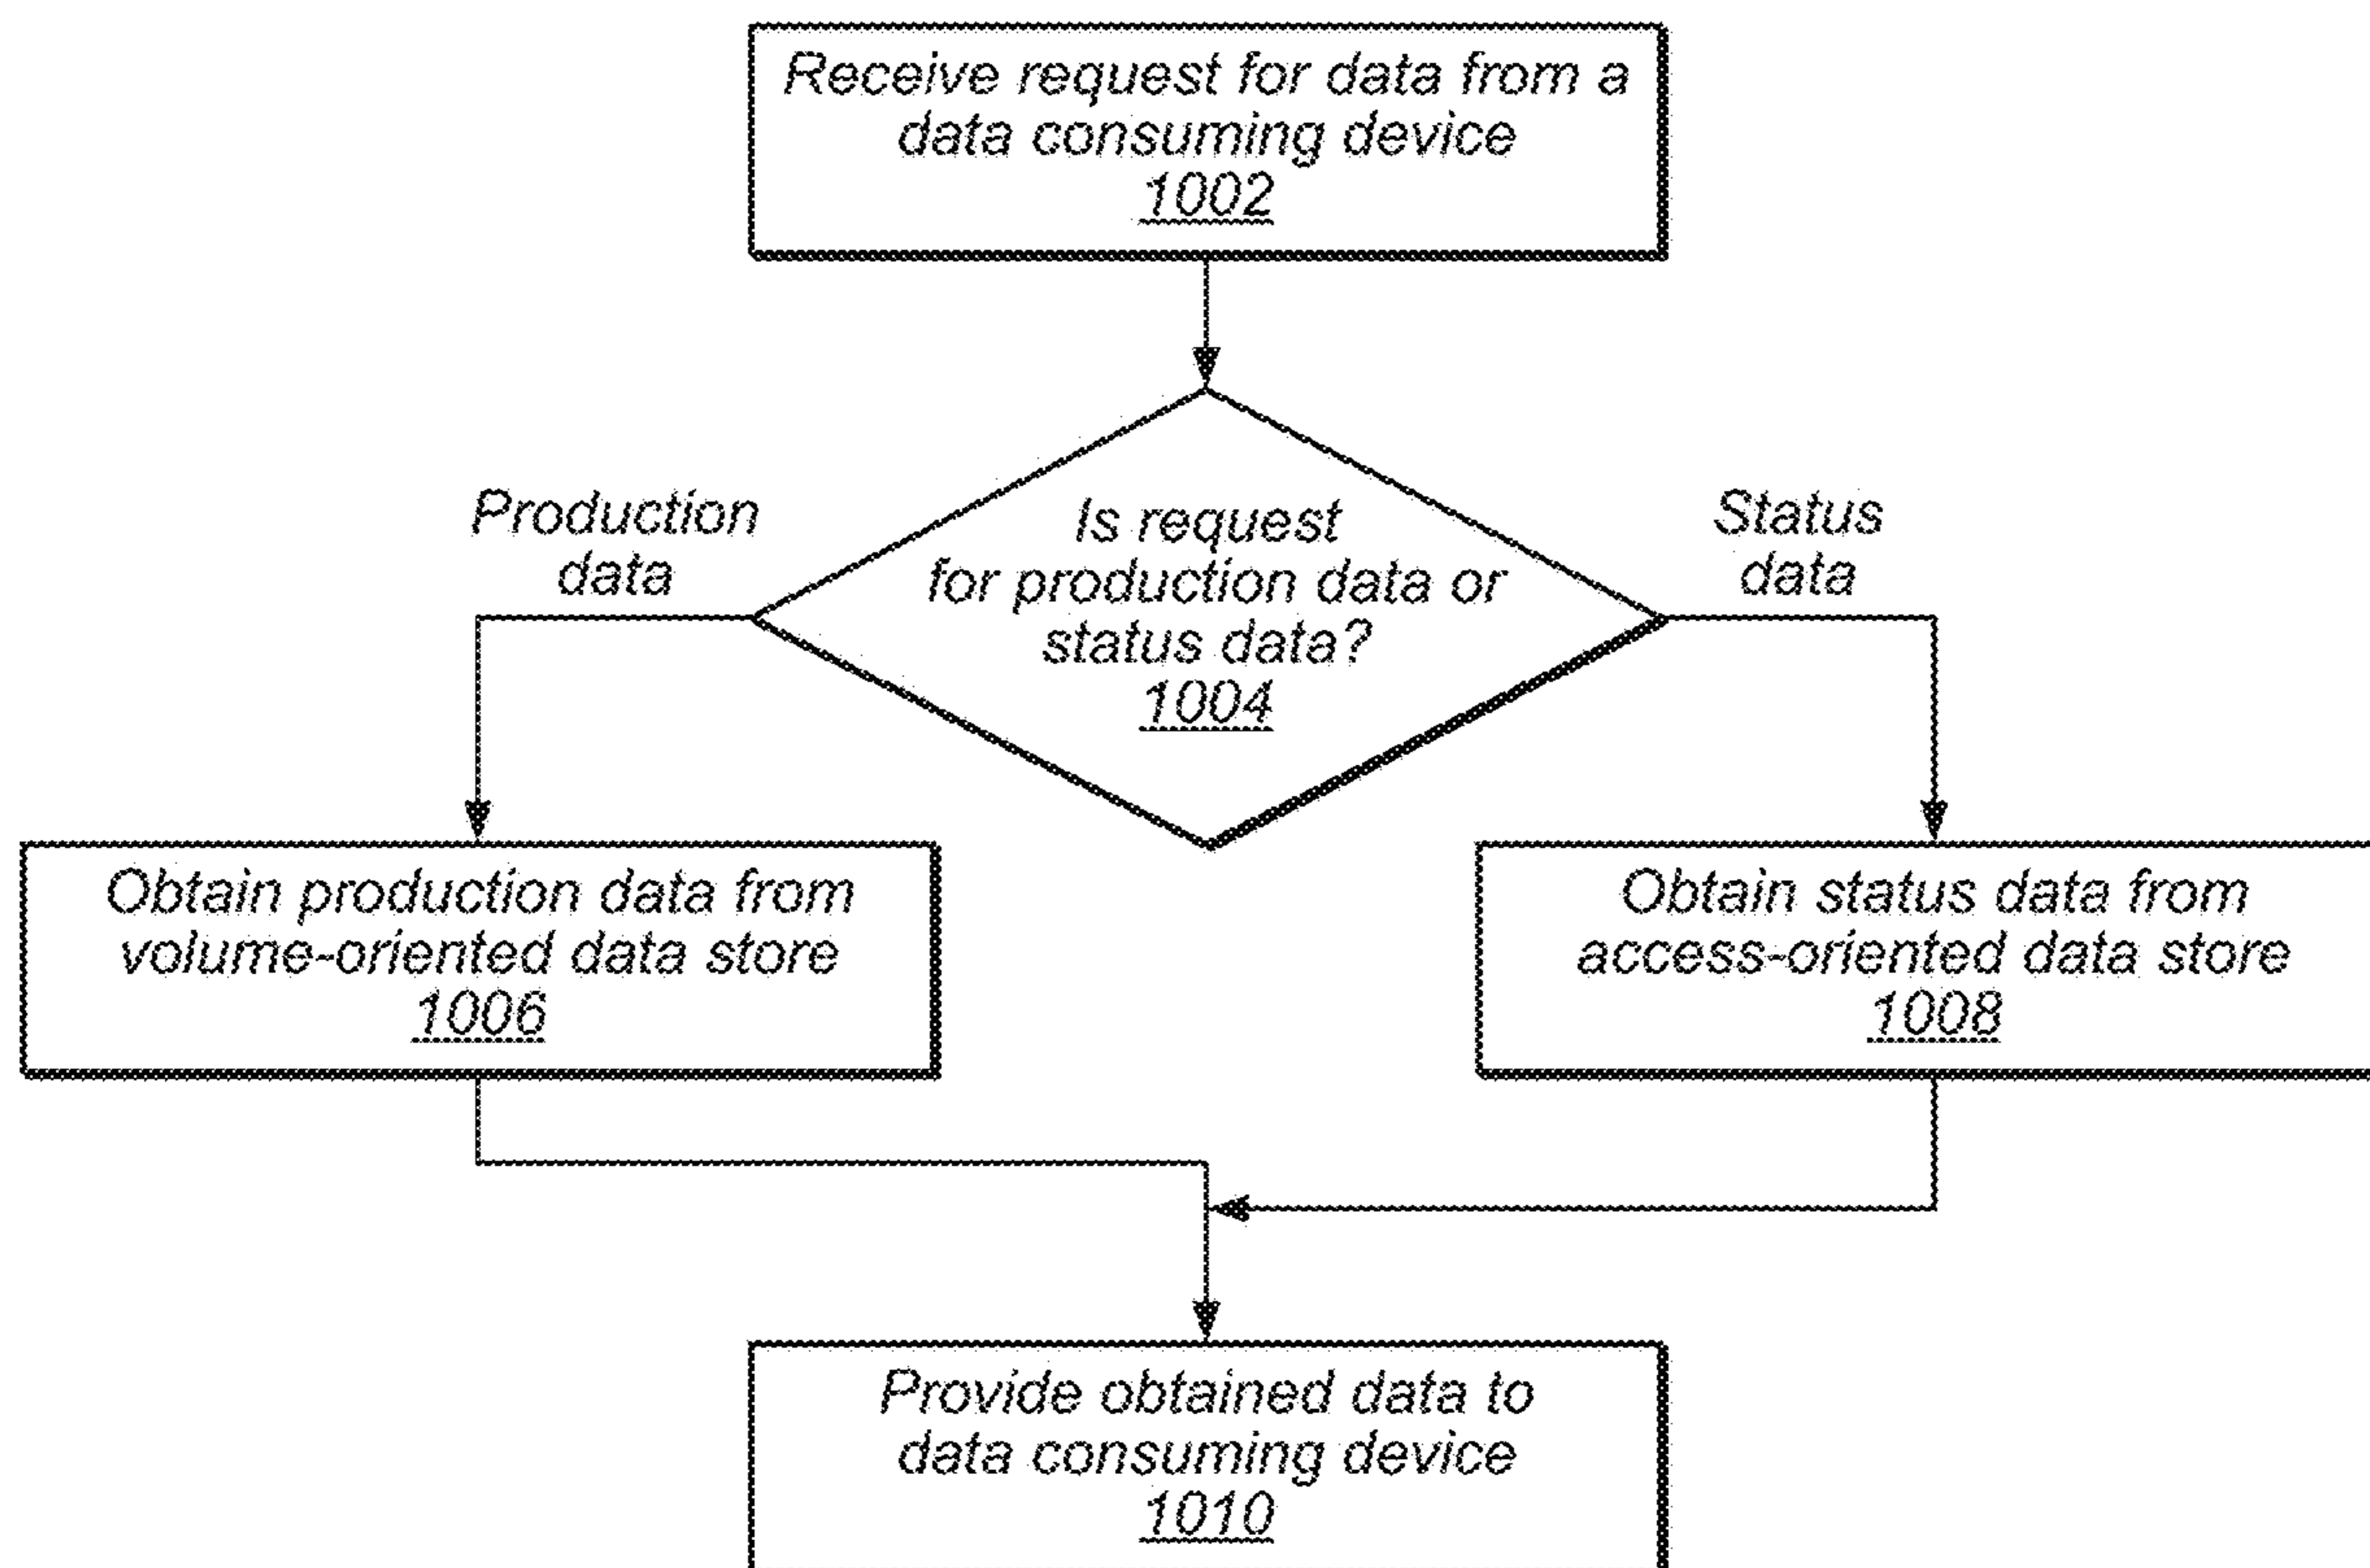 Receive request for data from a
data consuming device
1002
Production
data
Is request
for production data or
status data?
1004
Status
data
Obtain production data from
volume-oriented data store
1006
Obtain status data from
access-oriented data store
1008
Provide obtained data to
data consuming device
1010